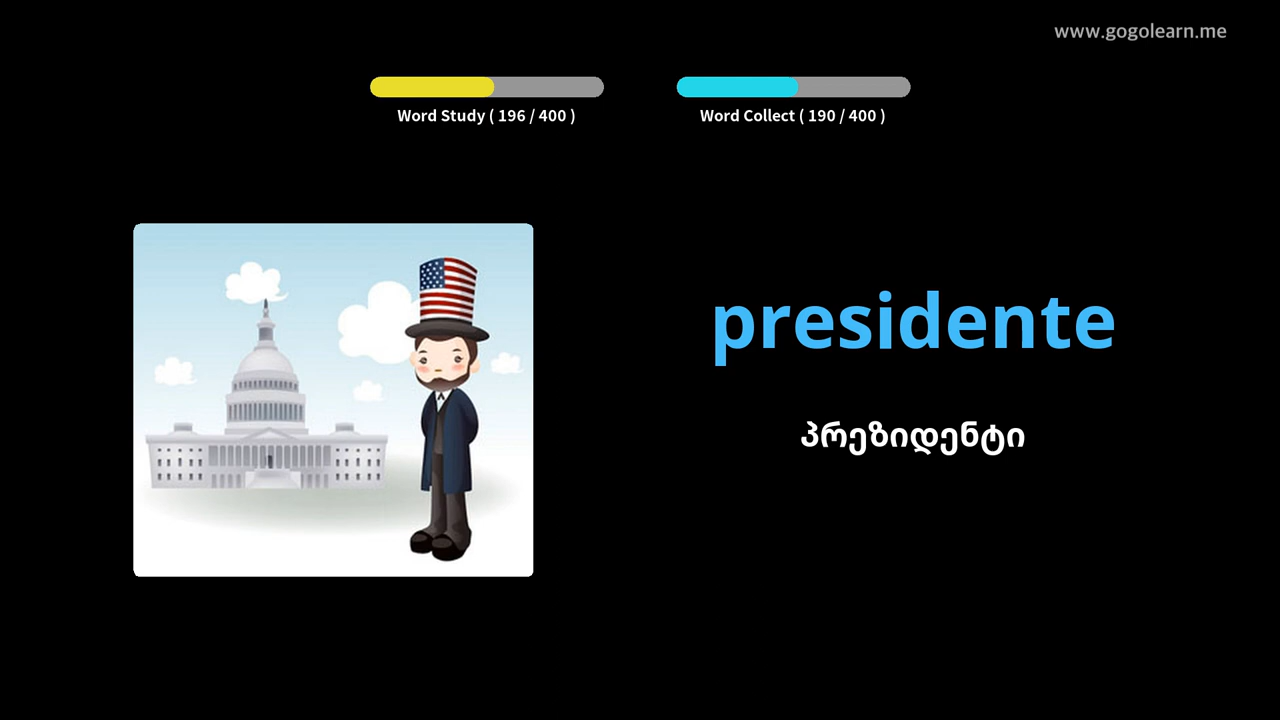 www.gogolearn.me
Word Study ( 196 / 400 )
Word Collect ( 190 / 400 )
presidente
პრეზიდენტი